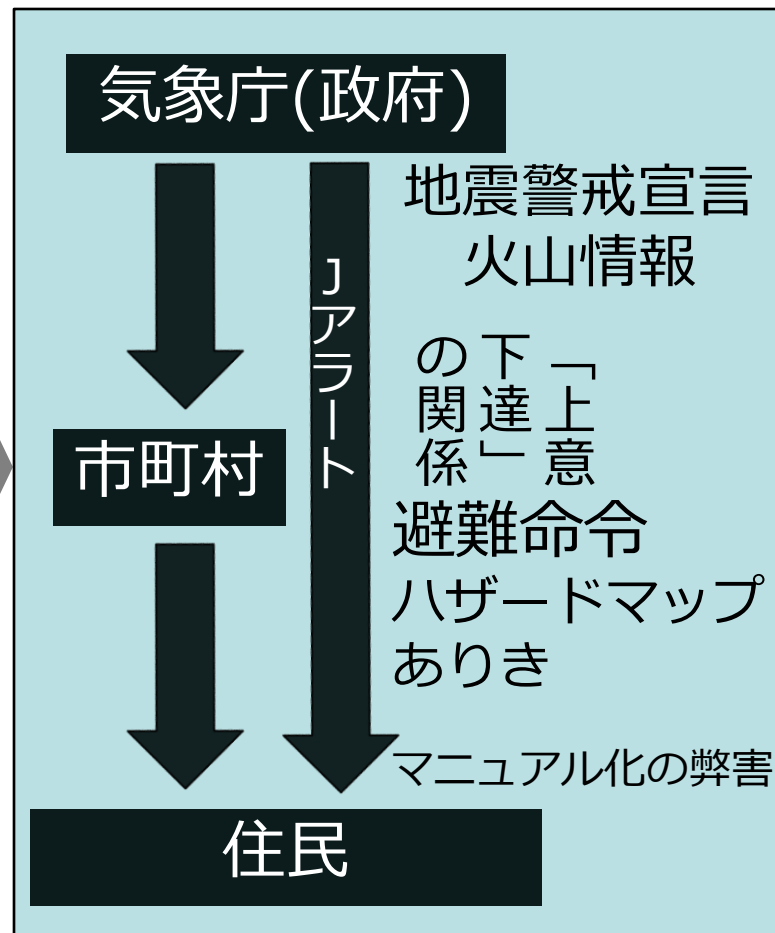 気象庁(政府)
地震警戒宣言
火山情報
Jアラート
「上意
下達」
の関係
市町村
避難命令
ハザードマップ
ありき
マニュアル化の弊害
住民